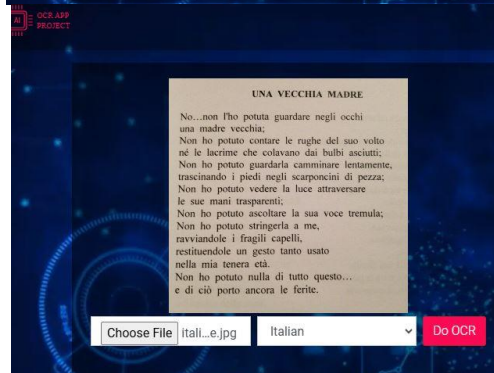 AI
OCR APP
PROJECT
UNA VECCHIA MADRE
No...non l'ho potuta guardare negli occhi
una madre vecchia;
Non ho potuto contare le rughe del suo volto
né le lacrime che colavano dai bulbi asciutti;
Non ho potuto guardarla camminare lentamente,
trascinando i piedi negli scarponcini di pezza;
Non ho potuto vedere la luce attraversare
le sue mani trasparenti;
Non ho potuto ascoltare la sua voce tremula;
Non ho potuto stringerla a me,
ravviandole i fragili capelli,
restituendole un gesto tanto usato
nella mia tenera età.
Non ho potuto nulla di tutto questo...
e di ciò porto ancora le ferite.
Choose File itali...e.jpg Italian Do OCR